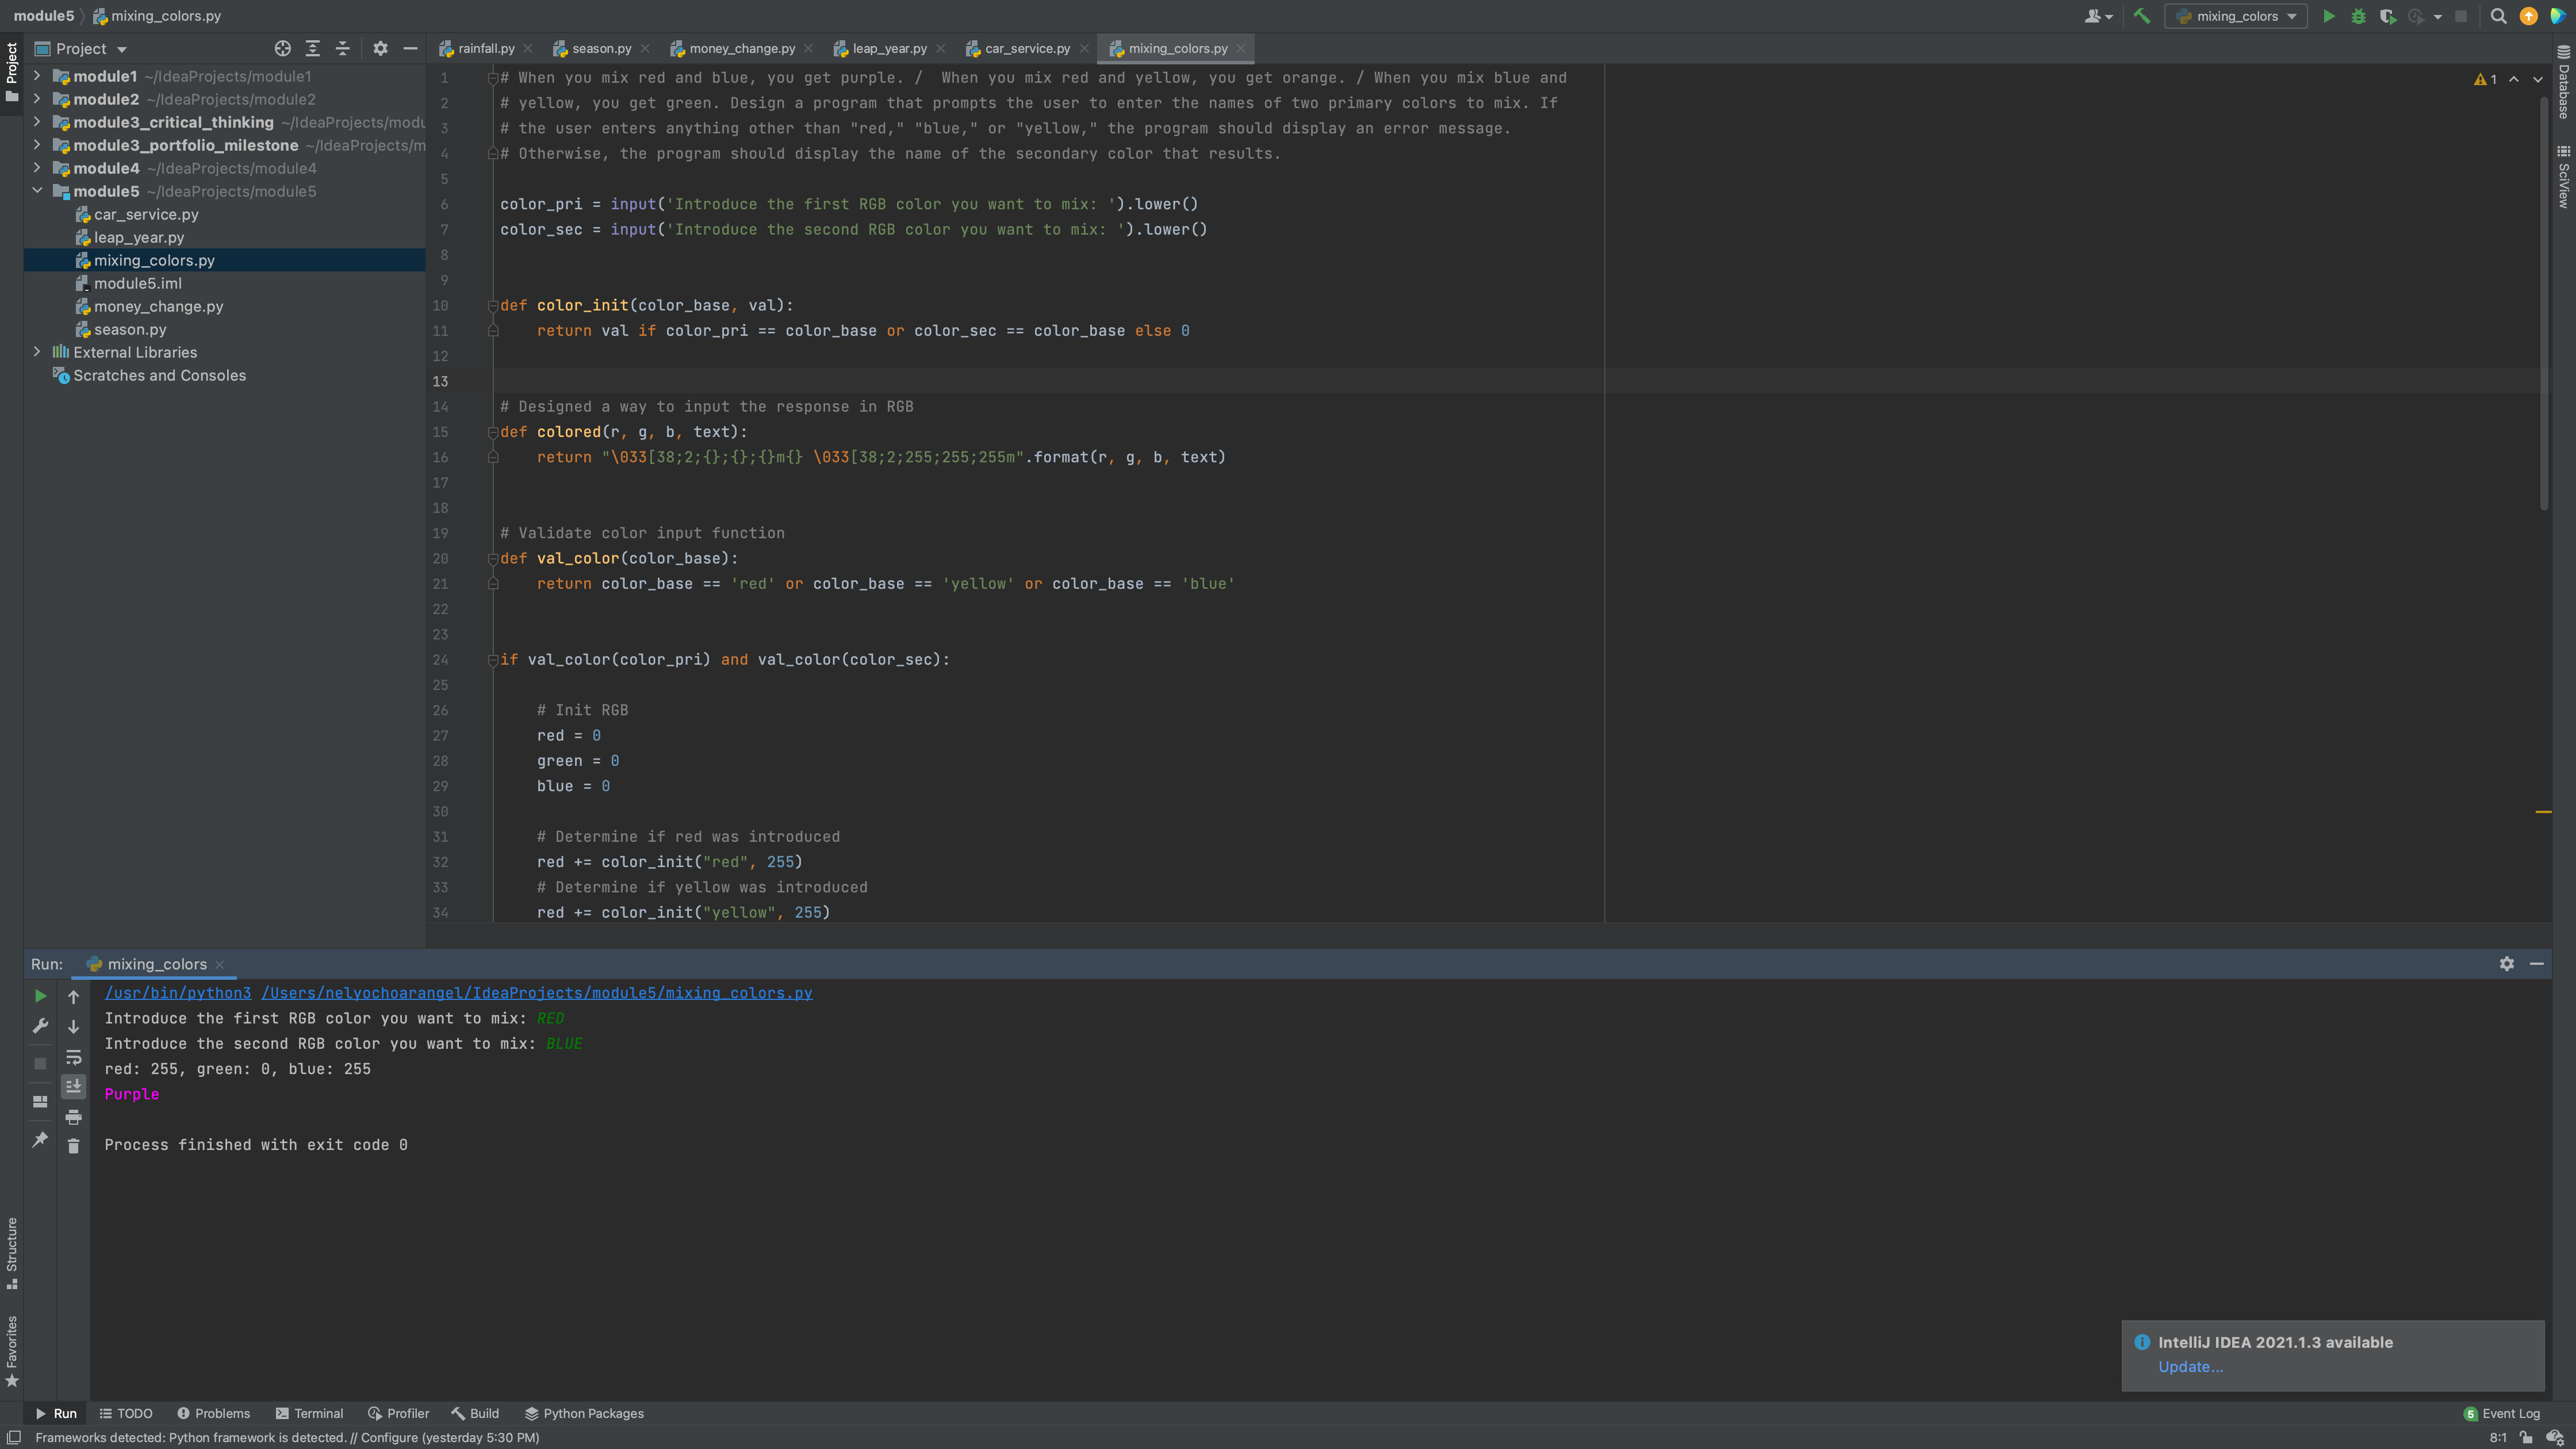 module5 mixing_colors.py mixing_colors
Project
Project
rainfall.py season.py money_change.py leap_year.py car_service.py mixing_colors.py
module1 ~/IdeaProjects/module1
module2 ~/IdeaProjects/module2
module3_critical_thinking ~/IdeaProjects/modu
module3_portfolio_milestone ~/IdeaProjects/m
module4 ~/IdeaProjects/module4
module5 ~/IdeaProjects/module5
car_service.py
leap_year.py
mixing_colors.py
module5.iml
money_change.py
season.py
External Libraries
Scratches and Consoles
1 # When you mix red and blue, you get purple. /  When you mix red and yellow, you get orange. / When you mix blue and
2 # yellow, you get green. Design a program that prompts the user to enter the names of two primary colors to mix. If
3 # the user enters anything other than "red," "blue," or "yellow," the program should display an error message.
4 # Otherwise, the program should display the name of the secondary color that results.
5
6 color_pri = input('Introduce the first RGB color you want to mix: ').lower()
7 color_sec = input('Introduce the second RGB color you want to mix: ').lower()
8
9
10 def color_init(color_base, val):
11     return val if color_pri == color_base or color_sec == color_base else 0
12
13
14 # Designed a way to input the response in RGB
15 def colored(r, g, b, text):
16     return "\033[38;2;{};{};{}m{} \033[38;2;255;255;255m".format(r, g, b, text)
17
18
19 # Validate color input function
20 def val_color(color_base):
21     return color_base == 'red' or color_base == 'yellow' or color_base == 'blue'
22
23
24 if val_color(color_pri) and val_color(color_sec):
25
26     # Init RGB
27     red = 0
28     green = 0
29     blue = 0
30
31     # Determine if red was introduced
32     red += color_init("red", 255)
33     # Determine if yellow was introduced
34     red += color_init("yellow", 255)
1
Database
SciView
Run: mixing_colors
/usr/bin/python3 /Users/nelyochoarangel/IdeaProjects/module5/mixing_colors.py
Introduce the first RGB color you want to mix: RED
Introduce the second RGB color you want to mix: BLUE
red: 255, green: 0, blue: 255
Purple
Process finished with exit code 0
Structure
Favorites
IntelliJ IDEA 2021.1.3 available
Update...
Run TODO Problems Terminal Profiler Build Python Packages 5 Event Log
Frameworks detected: Python framework is detected. // Configure (yesterday 5:30 PM) 8:1